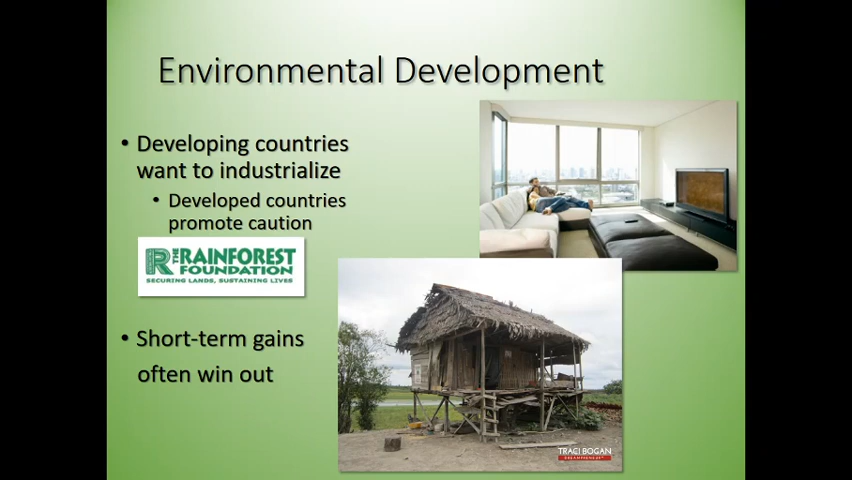 Environmental Development
• Developing countries
want to industrialize
• Developed countries
promote caution
THE RAINFOREST
FOUNDATION
SECURING LANDS, SUSTAINING LIVES
• Short-term gains
often win out
TRACI BOGAN